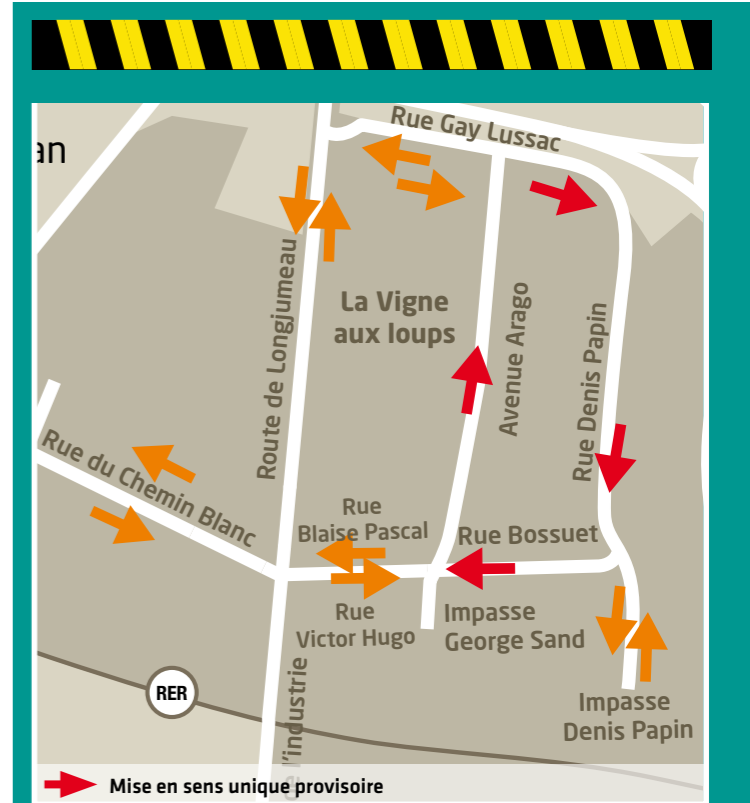 an
Rue Gay Lussac
La Vigne
aux loups
Route de Longjumeau
Avenue Arago
Rue Denis Papin
Rue du Chemin Blanc
Rue
Blaise Pascal
Rue Bossuet
Rue
Victor Hugo
Impasse
George Sand
RER
de l'industrie
Impasse
Denis Papin
Mise en sens unique provisoire